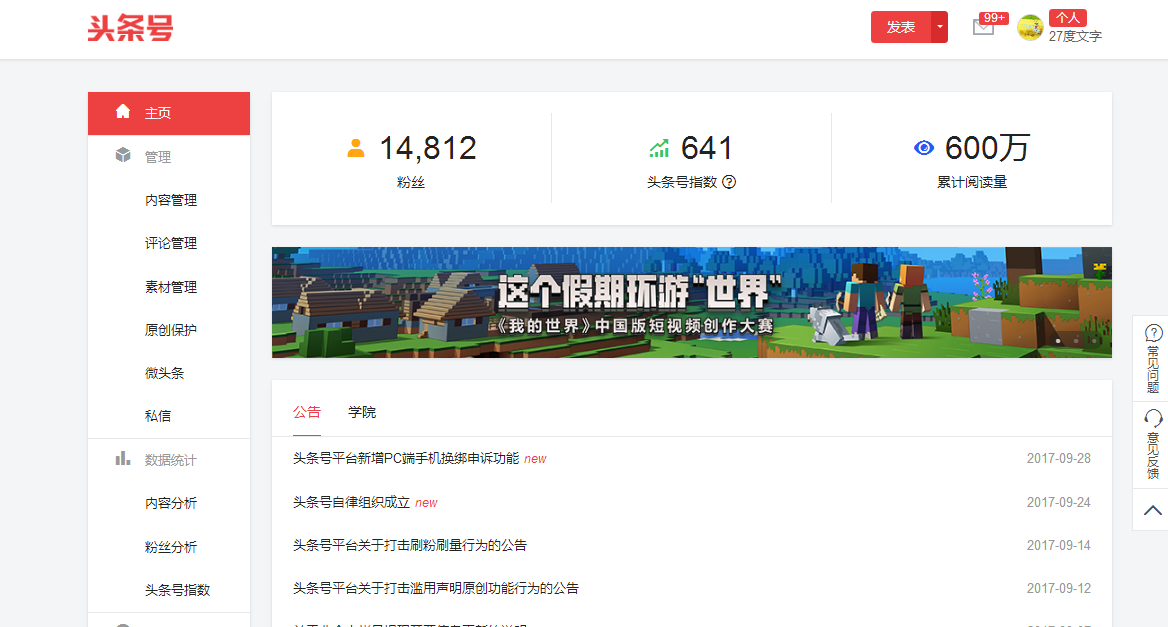 头条号
发表
99+
个人
27度文字
主页
管理
内容管理
评论管理
素材管理
原创保护
微头条
私信
数据统计
内容分析
粉丝分析
头条号指数
14,812
粉丝
641
头条号指数
600万
累计阅读量
这个假期环游"世界"
《我的世界》中国版短视频创作大赛
公告 学院
头条号平台新增PC端手机换绑申诉功能 new 2017-09-28
头条号自律组织成立 new 2017-09-24
头条号平台关于打击刷粉刷量行为的公告 2017-09-14
头条号平台关于打击滥用声明原创功能行为的公告 2017-09-12
常见问题
意见反馈